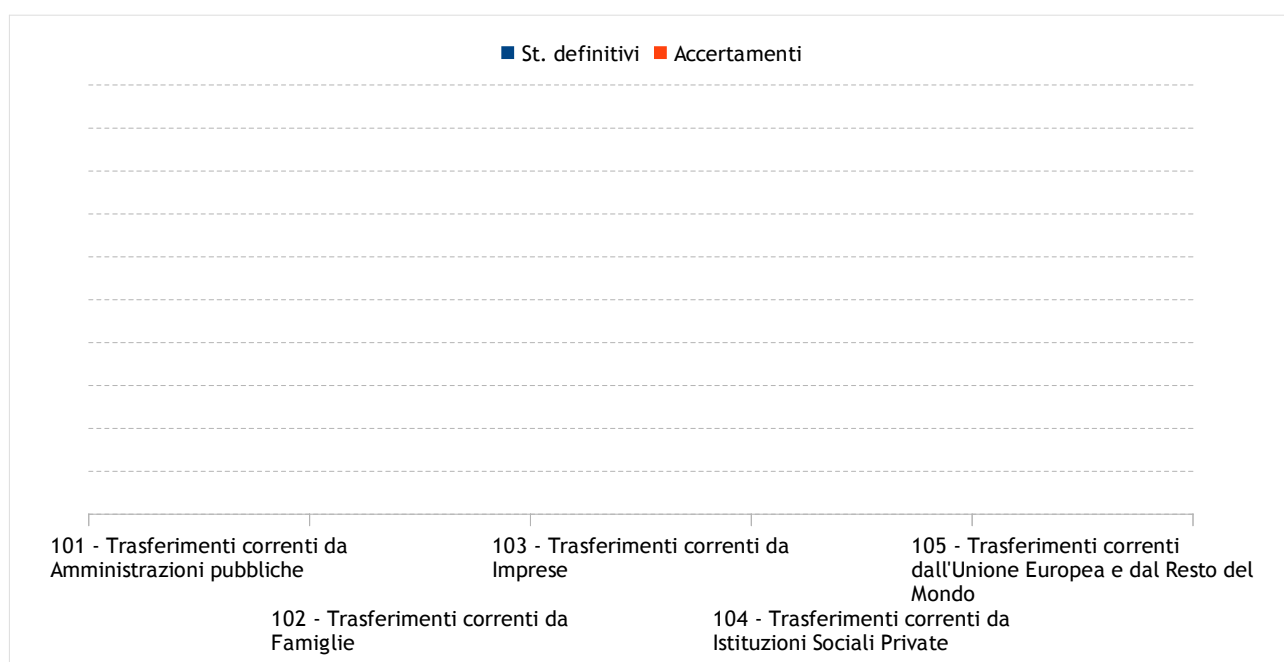 St. definitivi Accertamenti
101 - Trasferimenti correnti da
Amministrazioni pubbliche
102 - Trasferimenti correnti da
Famiglie
103 - Trasferimenti correnti da
Imprese
104 - Trasferimenti correnti da
Istituzioni Sociali Private
105 - Trasferimenti correnti
dall'Unione Europea e dal Resto del
Mondo